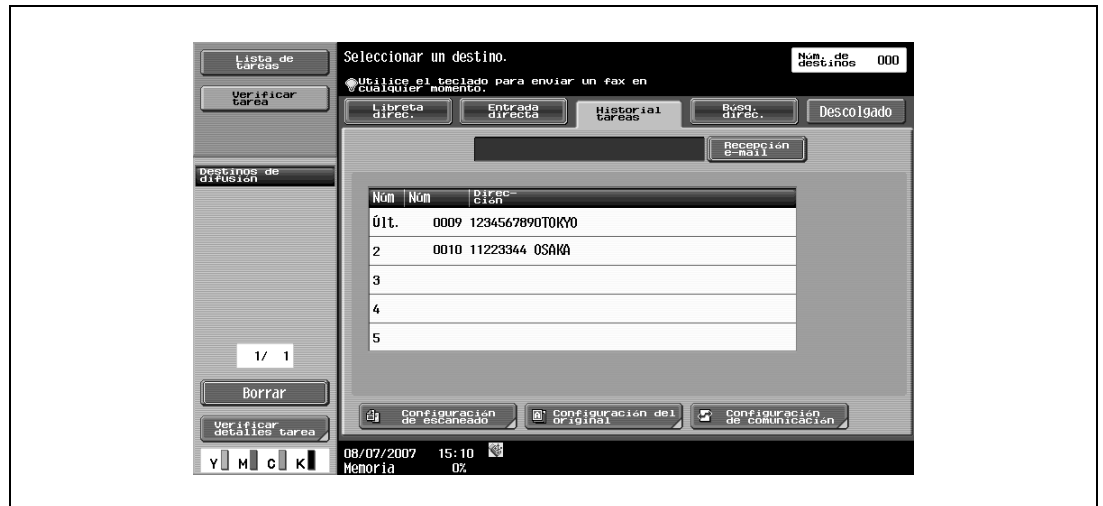 Lista de
tareas
Verificar
tarea
Destinos de
difusión
1/ 1
Borrar
Verificar
detalles tarea
Y M C K
Seleccionar un destino.
Núm. de
destinos 000
Utilice el teclado para enviar un fax en
cualquier momento.
Libreta
direc.
Entrada
directa
Historial
tareas
Búsq.
direc.
Descolgado
Recepción
e-mail
Núm Núm Direc-
ción
Últ. 0009 1234567890TOKYO
2 0010 11223344 OSAKA
3
4
5
Configuración
de escaneado
Configuración del
original
Configuración
de comunicación
08/07/2007 15:10
Memoria 0%